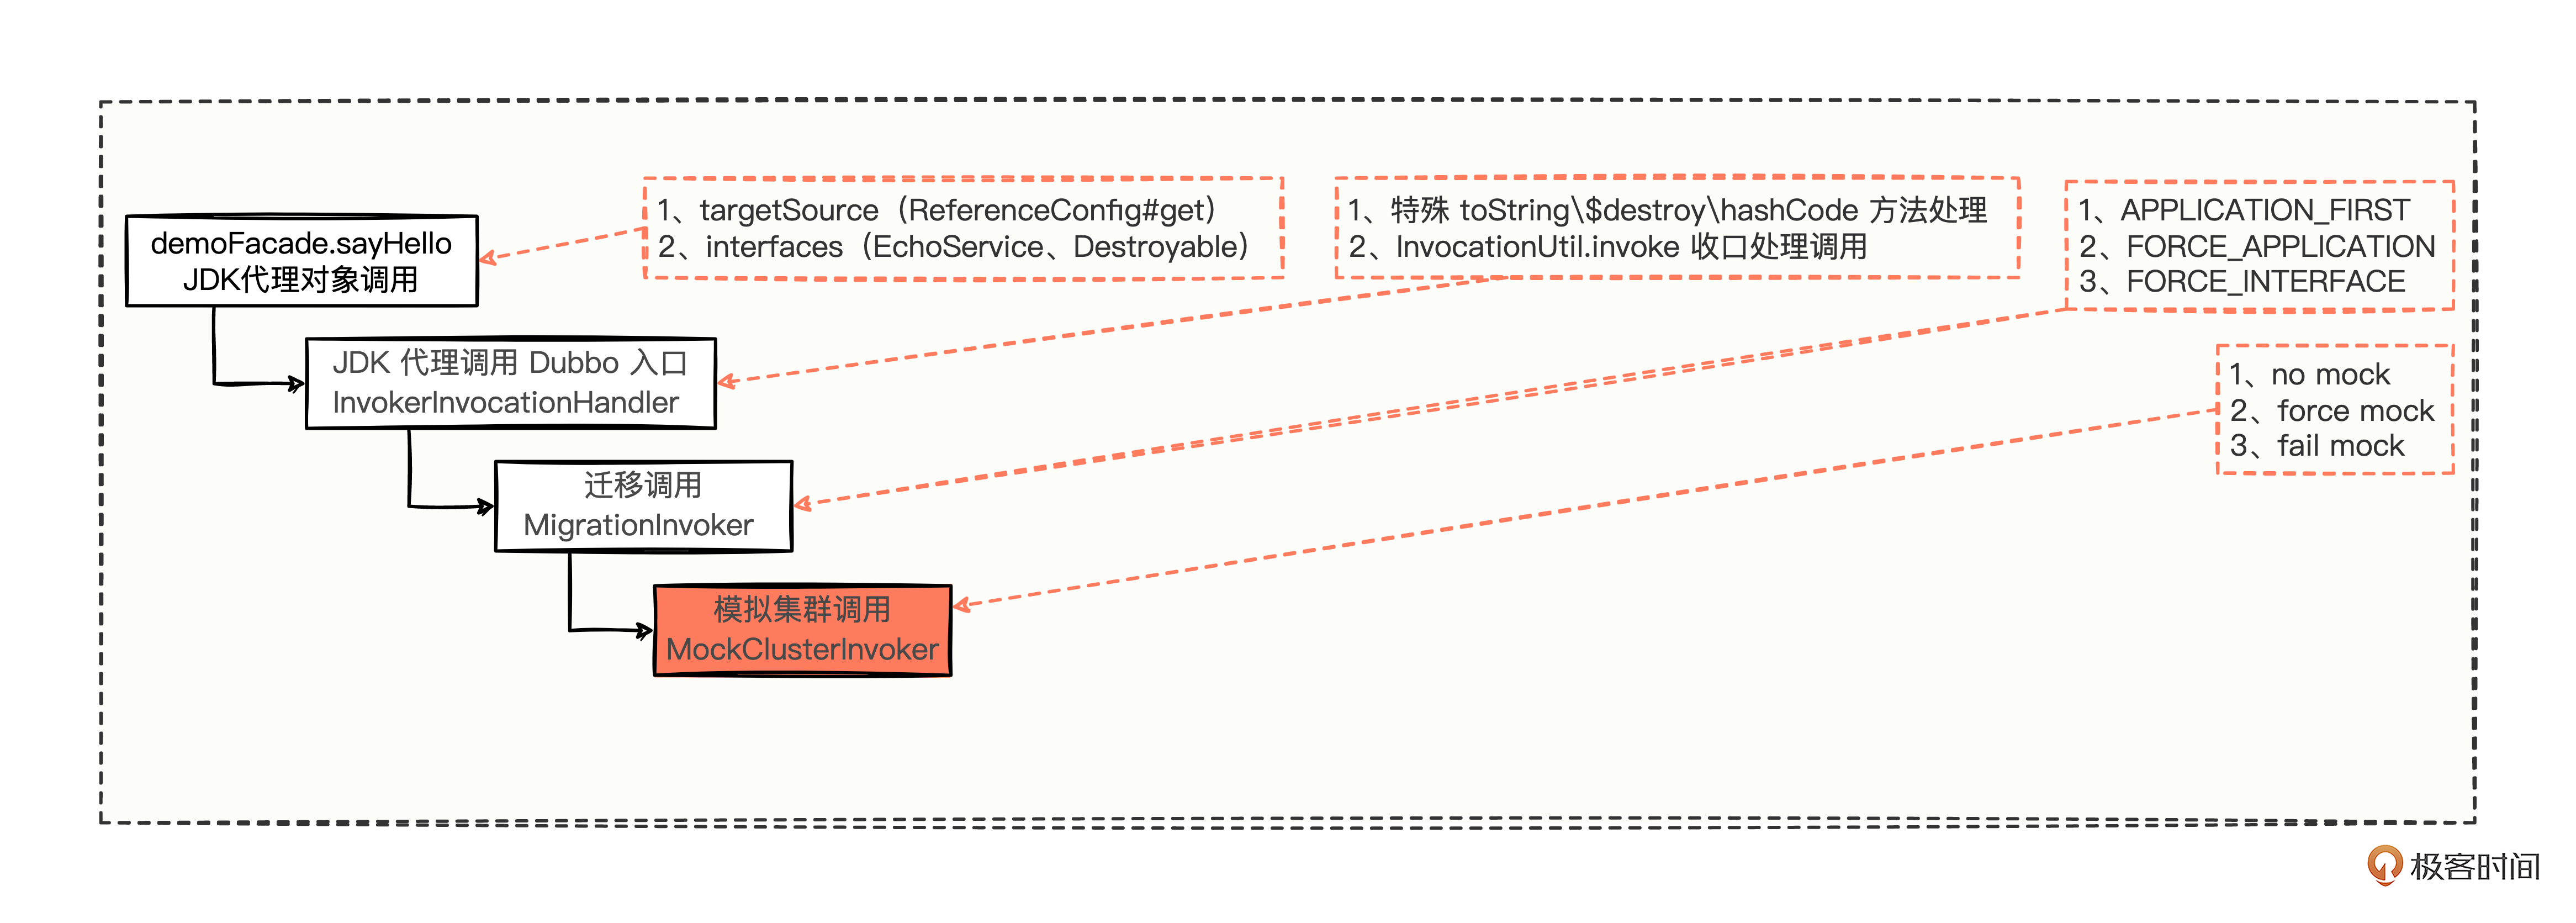 demoFacade.sayHello
JDK代理对象调用
1、targetSource（ReferenceConfig#get）
2、interfaces（EchoService、Destroyable）
1、特殊 toString\$destroy\hashCode 方法处理
2、InvocationUtil.invoke 收口处理调用
1、APPLICATION_FIRST
2、FORCE_APPLICATION
3、FORCE_INTERFACE
JDK 代理调用 Dubbo 入口
InvokerInvocationHandler
1、no mock
2、force mock
3、fail mock
迁移调用
MigrationInvoker
模拟集群调用
MockClusterInvoker
极客时间